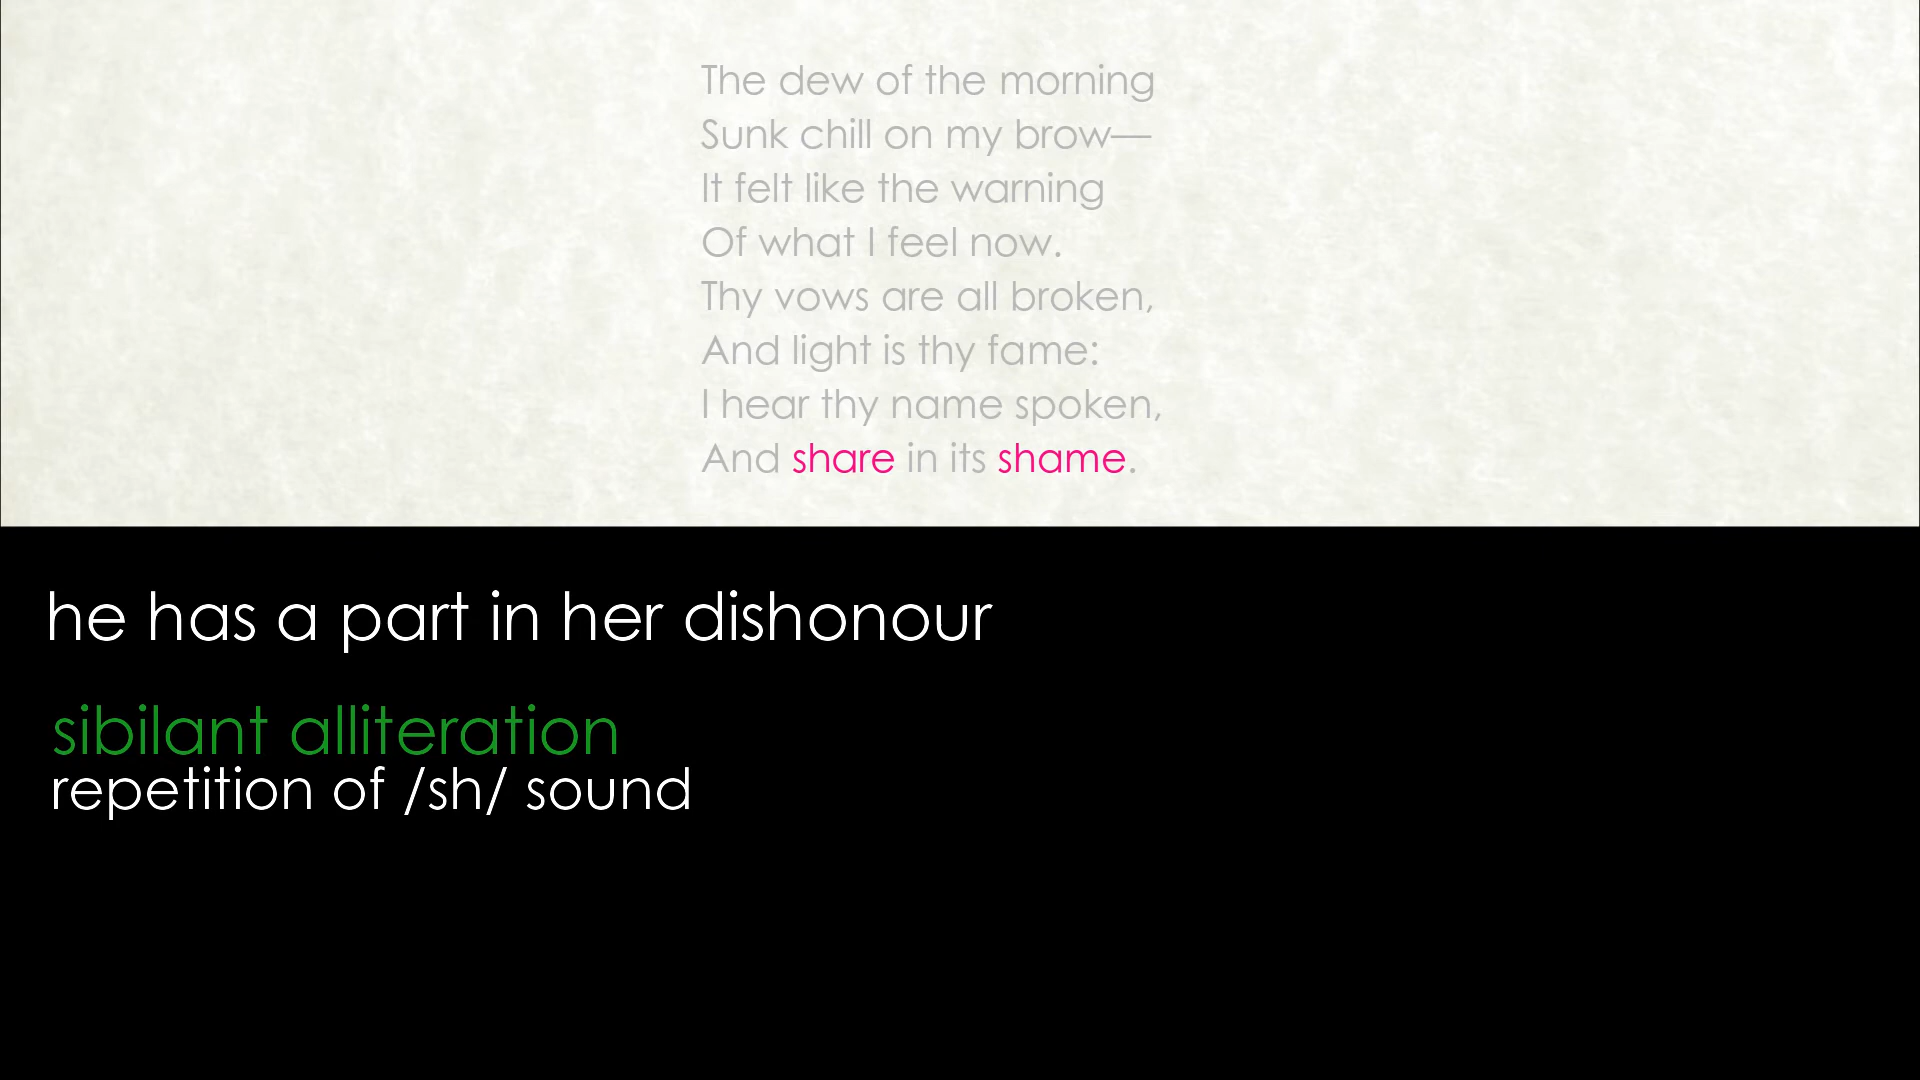 The dew of the morning
Sunk chill on my brow—
It felt like the warning
Of what I feel now.
Thy vows are all broken,
And light is thy fame:
I hear thy name spoken,
And share in its shame.
he has a part in her dishonour
sibilant alliteration
repetition of /sh/ sound